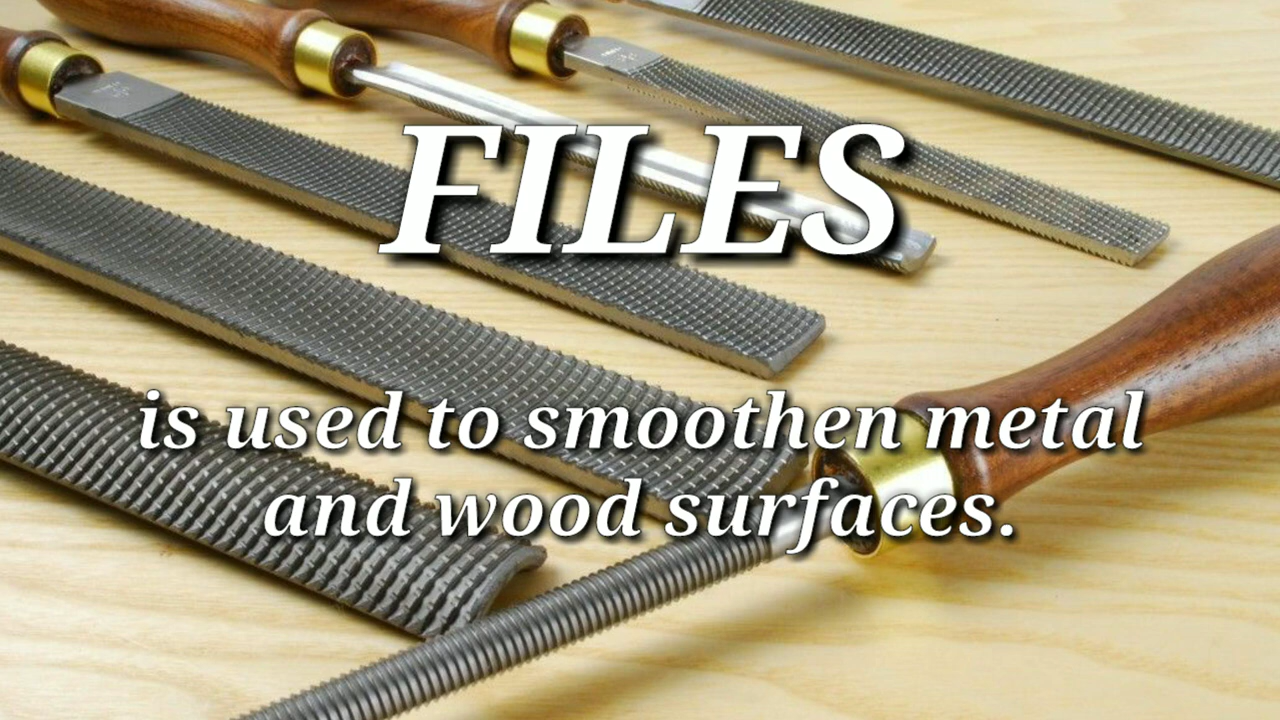 FILES
is used to smoothen metal
and wood surfaces.